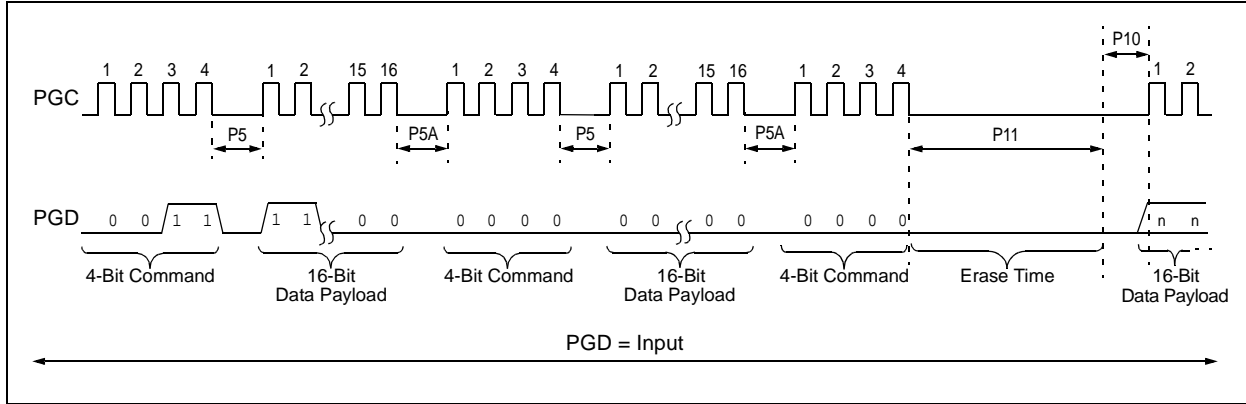 P10
1 2 3 4 1 2 15 16 1 2 3 4 1 2 15 16 1 2 3 4 1 2
PGC
P5 P5A P5 P5A P11
PGD 0 0 1 1 1 1 0 0 0 0 0 0 0 0 0 0 0 0 0 0 n n
4-Bit Command 16-Bit 4-Bit Command 16-Bit 4-Bit Command Erase Time 16-Bit
Data Payload Data Payload Data Payload
PGD = Input